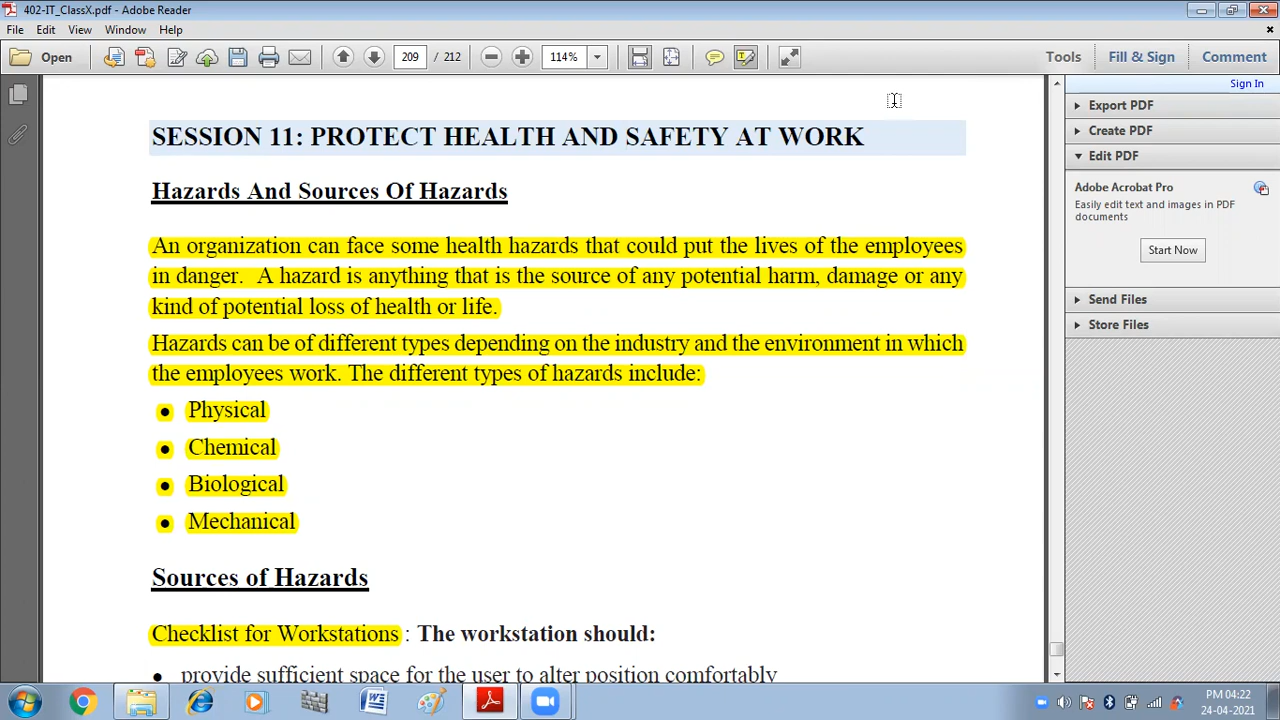 402-IT_ClassX.pdf - Adobe Reader
File Edit View Window Help
Open 209 / 212 114% Tools Fill & Sign Comment
Sign In
Export PDF
Create PDF
Edit PDF
Adobe Acrobat Pro
Easily edit text and images in PDF
documents
Start Now
Send Files
Store Files
SESSION 11: PROTECT HEALTH AND SAFETY AT WORK
Hazards And Sources Of Hazards
An organization can face some health hazards that could put the lives of the employees
in danger. A hazard is anything that is the source of any potential harm, damage or any
kind of potential loss of health or life.
Hazards can be of different types depending on the industry and the environment in which
the employees work. The different types of hazards include:
● Physical
● Chemical
● Biological
● Mechanical
Sources of Hazards
Checklist for Workstations : The workstation should:
● provide sufficient space for the user to alter position comfortably
PM 04:22
24-04-2021